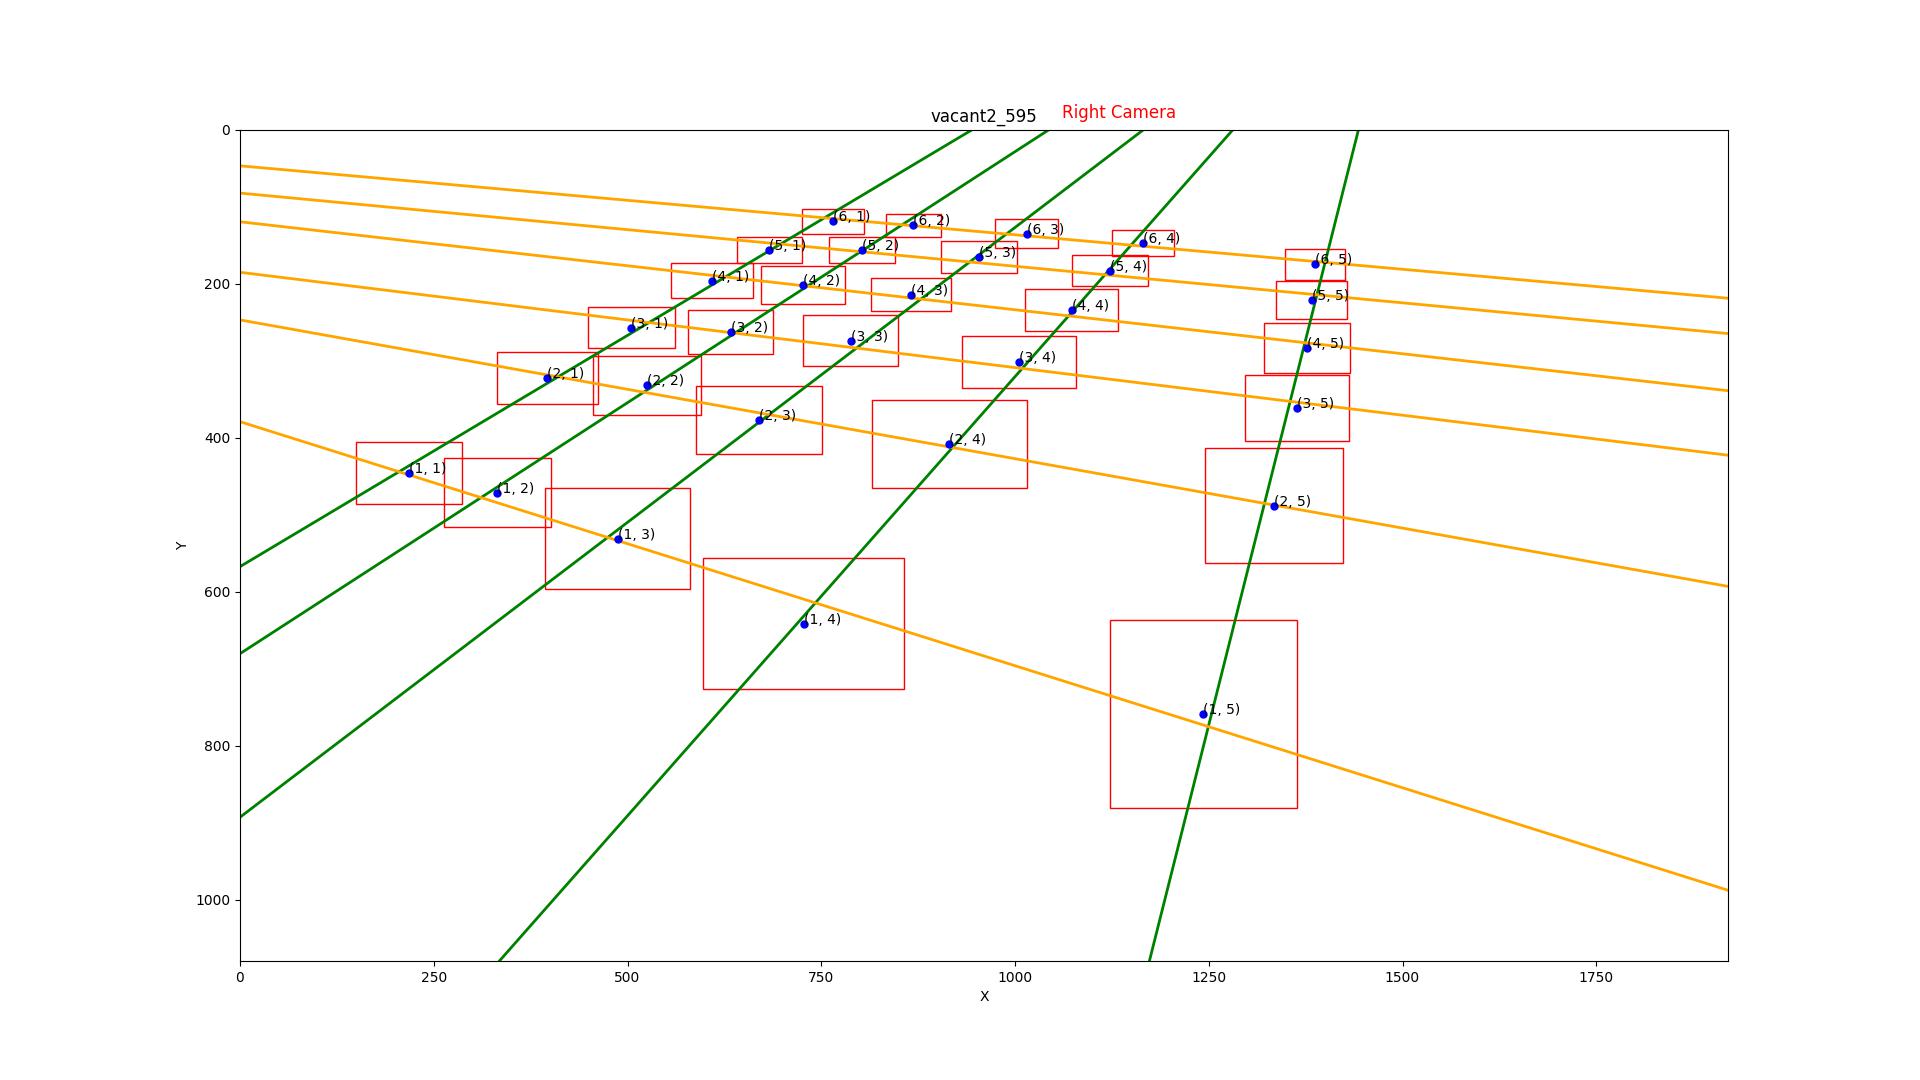 vacant2_595 Right Camera
0
(6, 1) (6, 2) (6, 3) (6, 4) (6, 5)
(5, 1) (5, 2) (5, 3) (5, 4) (5, 5)
200
(4, 1) (4, 2) (4, 3) (4, 4) (4, 5)
(3, 1) (3, 2) (3, 3) (3, 4) (3, 5)
(2, 1) (2, 2) (2, 3) (2, 4) (2, 5)
400
(1, 1) (1, 2) (1, 3) (1, 4) (1, 5)
Y
600
800
1000
0 250 500 750 1000 1250 1500 1750
X